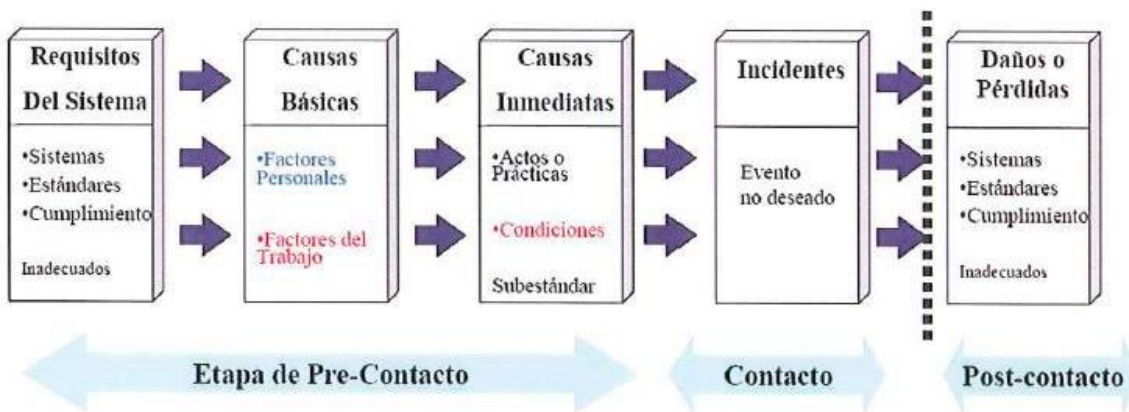 Requisitos
Del Sistema
•Sistemas
•Estándares
•Cumplimiento
Inadecuados
Causas
Básicas
•Factores
Personales
•Factores del
Trabajo
Causas
Inmediatas
•Actos o
Prácticas
•Condiciones
Subestándar
Incidentes
Evento
no deseado
Daños o
Pérdidas
•Sistemas
•Estándares
•Cumplimiento
Inadecuados
Etapa de Pre-Contacto
Contacto
Post-contacto